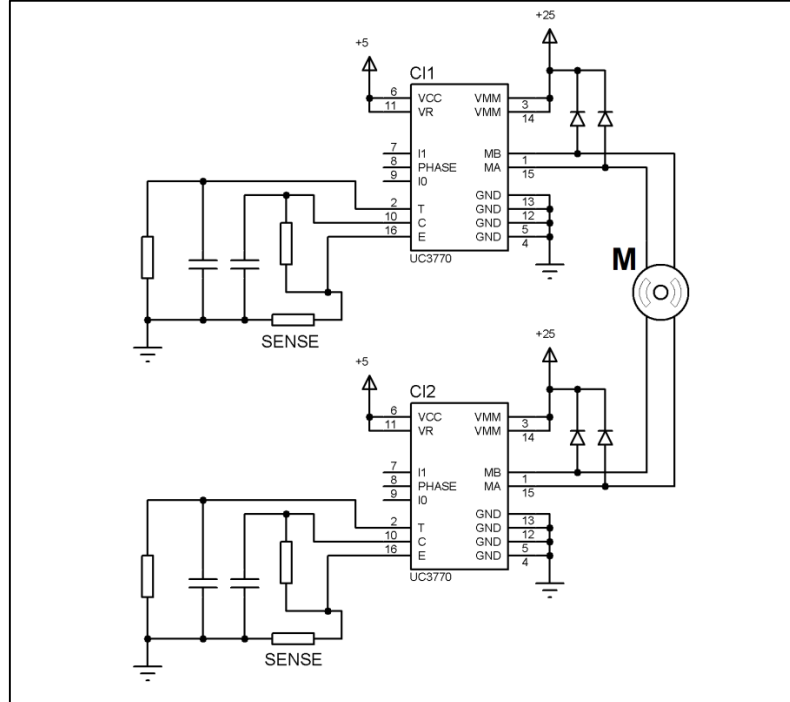 +25
+5
CI1
6 VCC VMM 3
11 VR VMM 14
7 I1 MB 1
8 PHASE MA 15
9 I0
GND 13
2 T GND 12
10 C GND 5
16 E GND 4
UC3770
SENSE
M
+25
+5
CI2
6 VCC VMM 3
11 VR VMM 14
7 I1 MB 1
8 PHASE MA 15
9 I0
GND 13
2 T GND 12
10 C GND 5
16 E GND 4
UC3770
SENSE